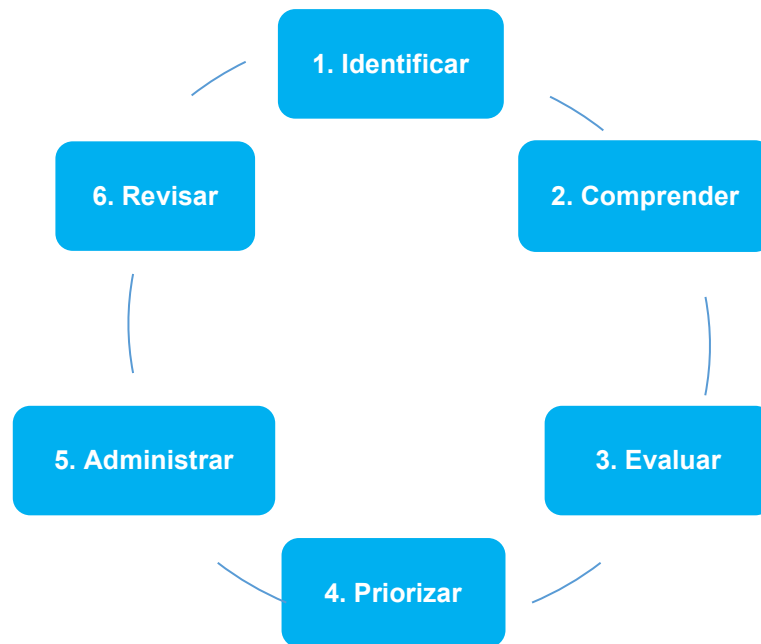 1. Identificar
2. Comprender
3. Evaluar
4. Priorizar
5. Administrar
6. Revisar